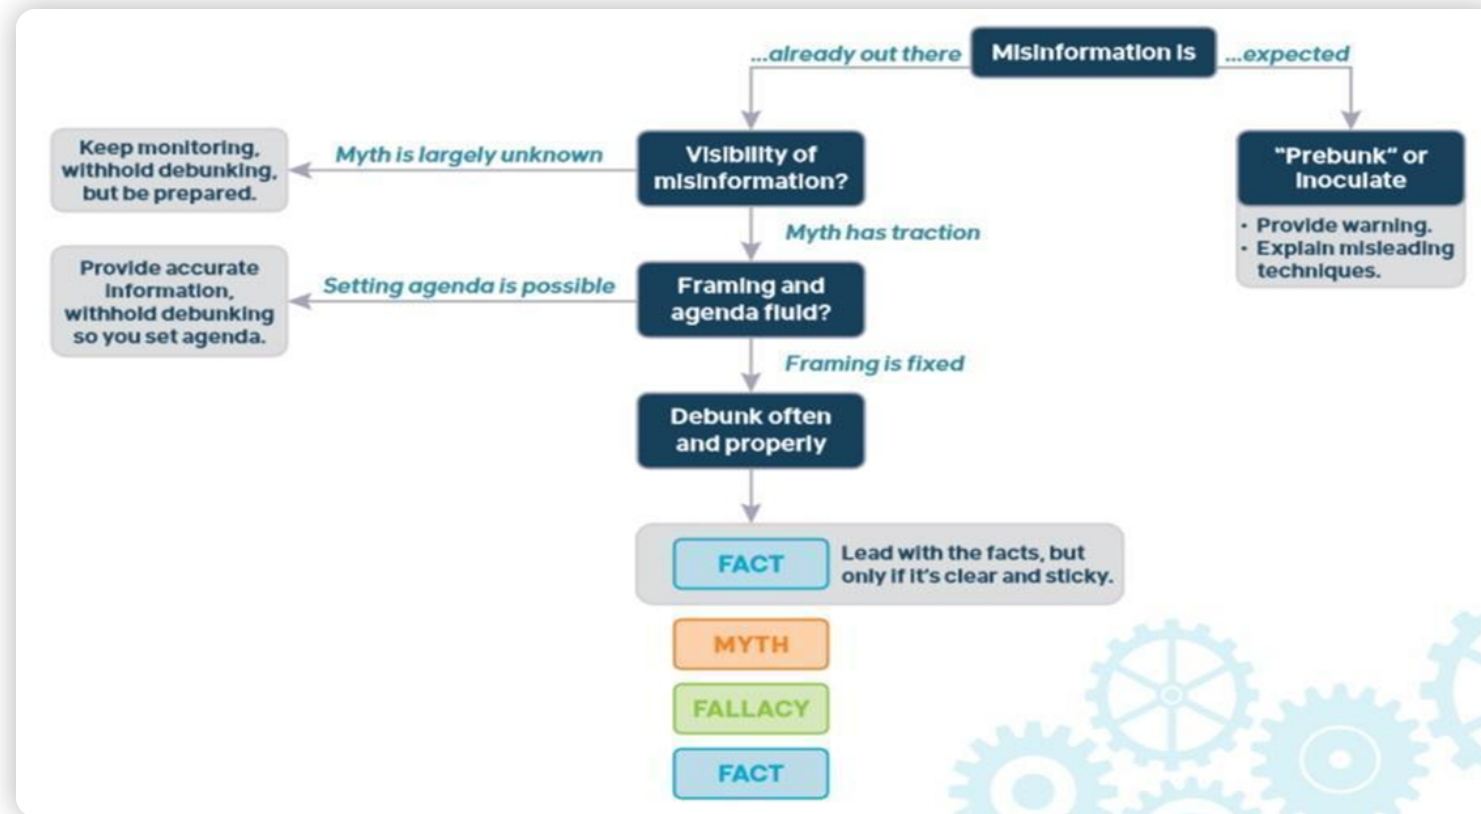 Misinformation is
...already out there
...expected
Keep monitoring,
withhold debunking,
but be prepared.
Myth is largely unknown
Visibility of
misinformation?
"Prebunk" or
Inoculate
• Provide warning.
• Explain misleading
techniques.
Myth has traction
Provide accurate
information,
withhold debunking
so you set agenda.
Setting agenda is possible
Framing and
agenda fluid?
Framing is fixed
Debunk often
and properly
FACT
Lead with the facts, but
only if it's clear and sticky.
MYTH
FALLACY
FACT